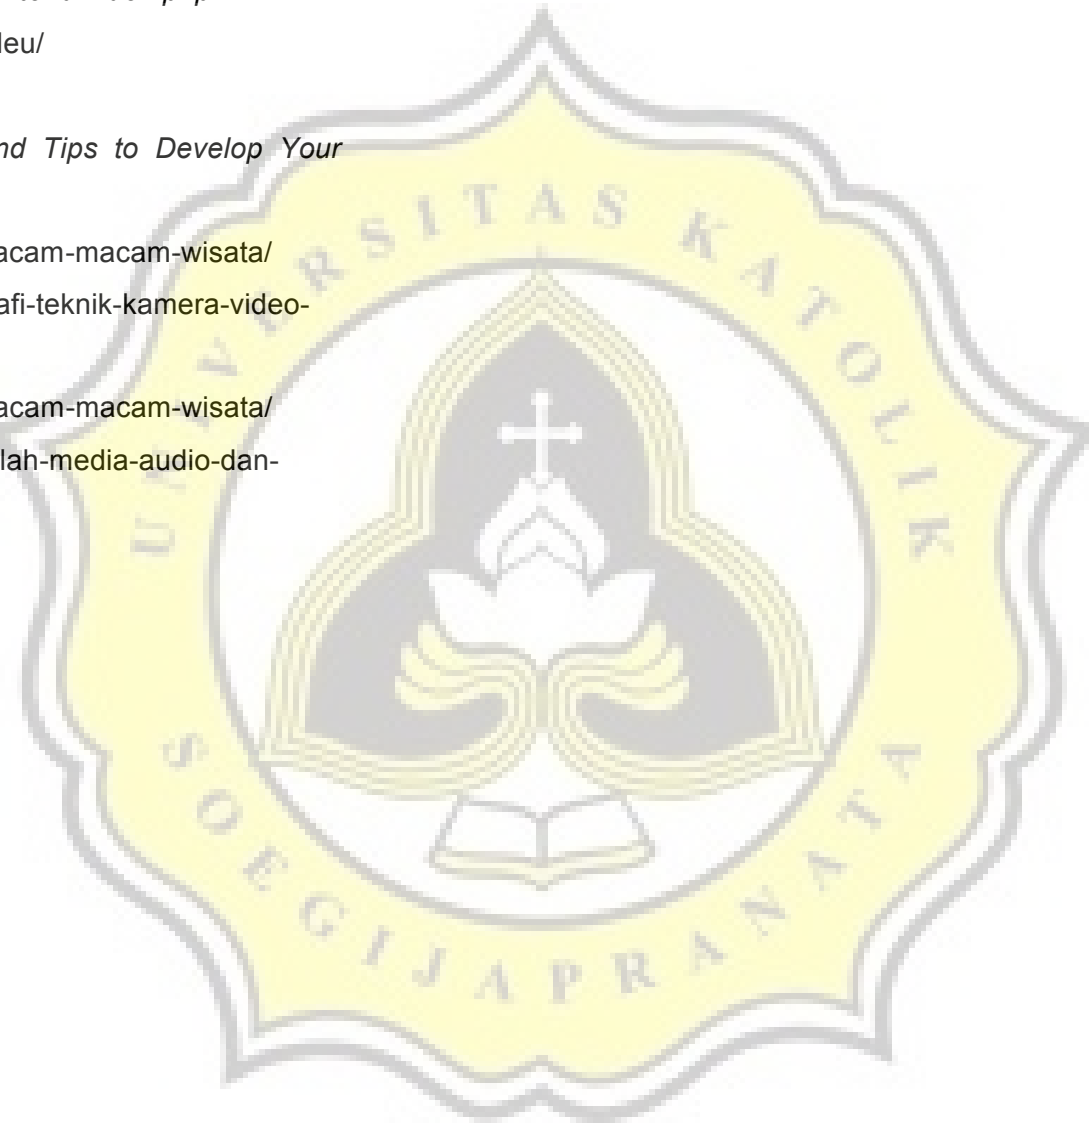 leu/
nd Tips to Develop Your
acam-macam-wisata/
afi-teknik-kamera-video-
acam-macam-wisata/
lah-media-audio-dan-
UNIVERSITAS KATOLIK
SOEGIJAPRANATA